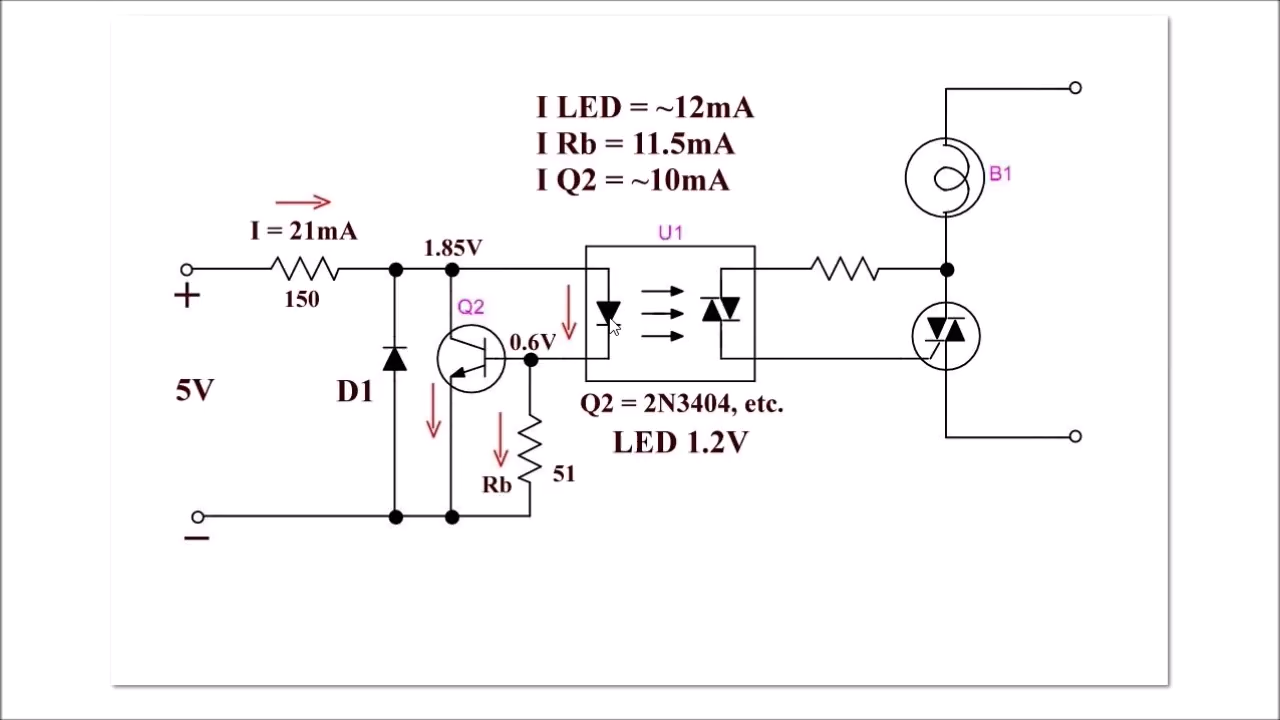 I LED = ~12mA
I Rb = 11.5mA
I Q2 = ~10mA
B1
I = 21mA
U1
1.85V
+
150
Q2
0.6V
5V
D1
Q2 = 2N3404, etc.
LED 1.2V
Rb
51
−